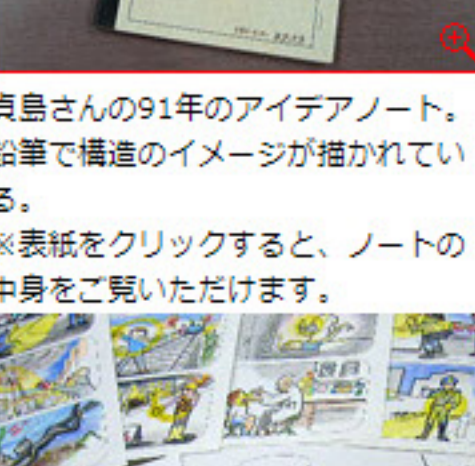 貞島さんの91年のアイデアノート。
鉛筆で構造のイメージが描かれてい
る。
※表紙をクリックすると、ノートの
中身をご覧いただけます。